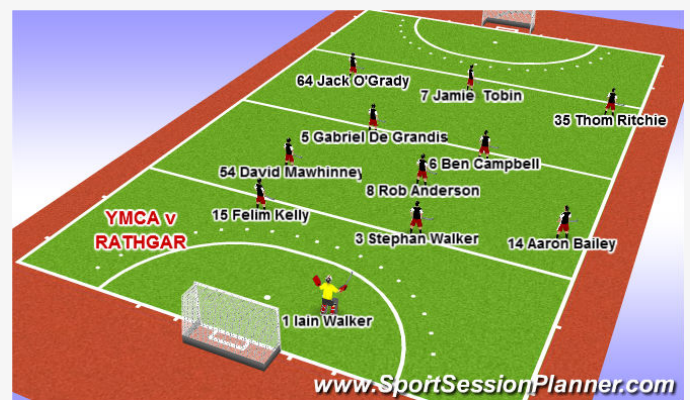 64 Jack O'Grady
7 Jamie Tobin
35 Thom Ritchie
5 Gabriel De Grandis
6 Ben Campbell
54 David Mawhinney
8 Rob Anderson
15 Felim Kelly
3 Stephan Walker
14 Aaron Bailey
YMCA v
RATHGAR
1 Iain Walker
www.SportSessionPlanner.com